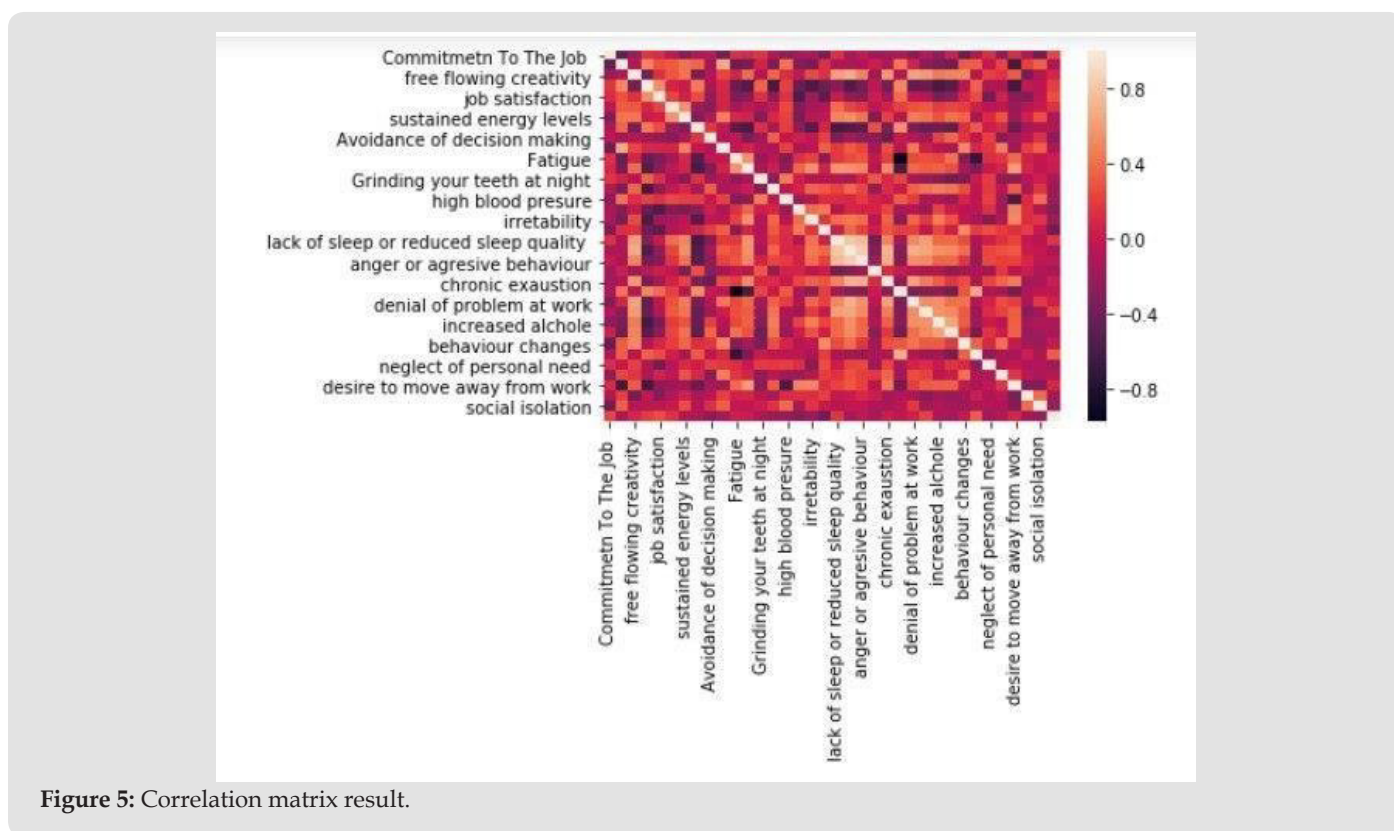 Commitmetn To The Job
free flowing creativity
job satisfaction
sustained energy levels
Avoidance of decision making
Fatigue
Grinding your teeth at night
high blood presure
irretability
lack of sleep or reduced sleep quality
anger or agresive behaviour
chronic exaustion
denial of problem at work
increased alchole
behaviour changes
neglect of personal need
desire to move away from work
social isolation
0.8
0.4
0.0
−0.4
−0.8
Commitmetn To The Job
free flowing creativity
job satisfaction
sustained energy levels
Avoidance of decision making
Fatigue
Grinding your teeth at night
high blood presure
irretability
lack of sleep or reduced sleep quality
anger or agresive behaviour
chronic exaustion
denial of problem at work
increased alchole
behaviour changes
neglect of personal need
desire to move away from work
social isolation
Figure 5: Correlation matrix result.